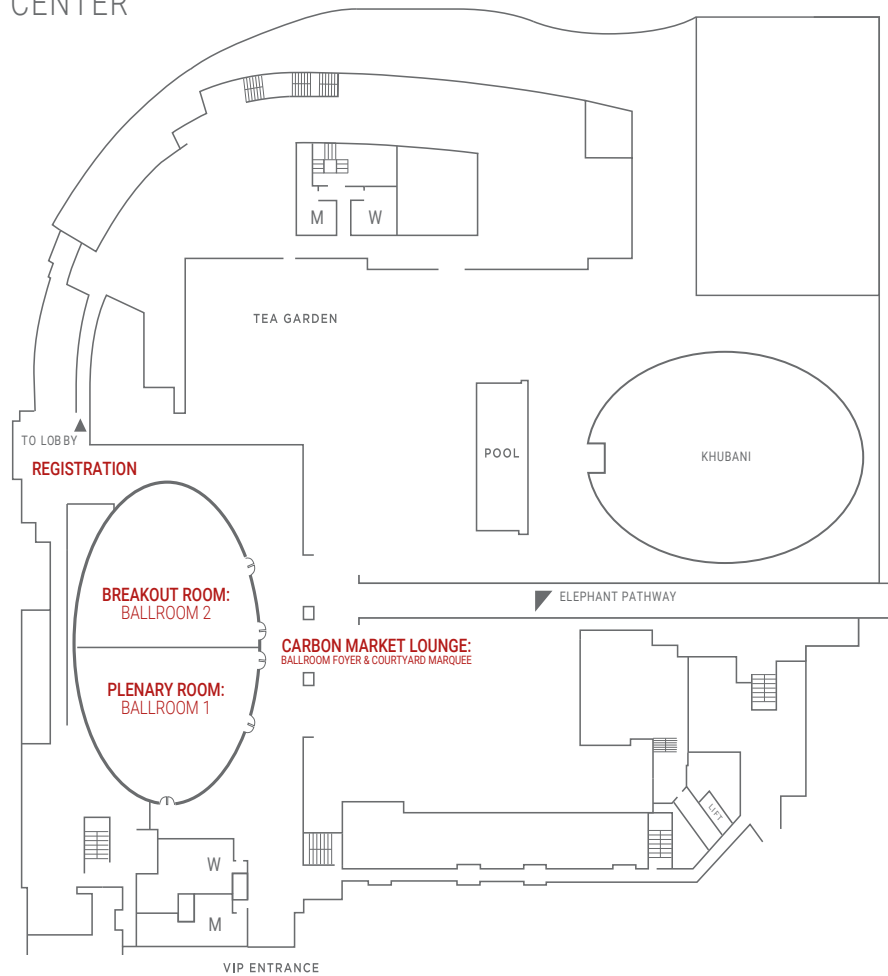 CENTER
M
W
TEA GARDEN
TO LOBBY
REGISTRATION
POOL
KHUBANI
BREAKOUT ROOM:
BALLROOM 2
ELEPHANT PATHWAY
CARBON MARKET LOUNGE:
BALLROOM FOYER & COURTYARD MARQUEE
PLENARY ROOM:
BALLROOM 1
LIFT
W
M
VIP ENTRANCE